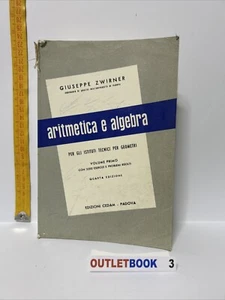 GIUSEPPE ZWIRNER
aritmetica e algebra
PER GLI ISTITUTI TECNICI PER GEOMETRI
VOLUME PRIMO
QUARTA EDIZIONE
EDIZIONI CEDAM - PADOVA
OUTLETBOOK 3